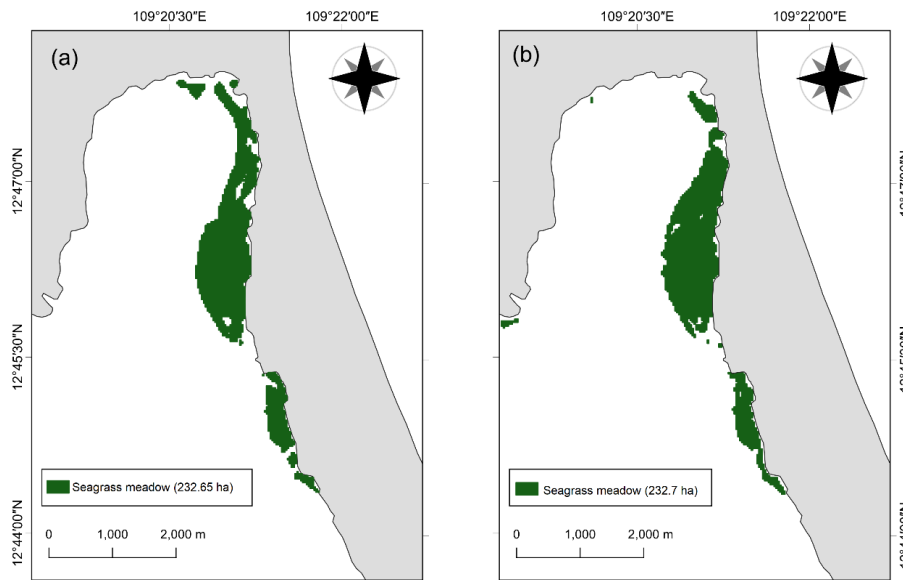 109°20'30"E 109°22'00"E
109°20'30"E 109°22'00"E
(a)
12°47'00"N
12°45'30"N
12°44'00"N
Seagrass meadow (232.65 ha)
0 1,000 2,000 m
(b)
Seagrass meadow (232.7 ha)
0 1,000 2,000 m